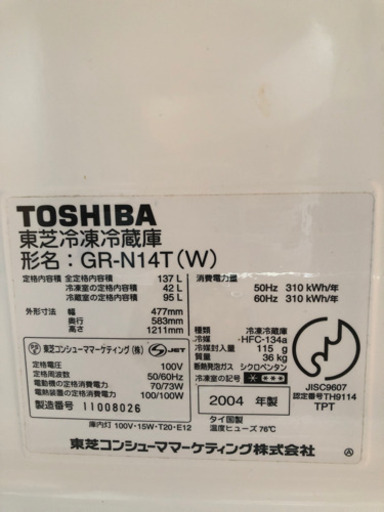 TOSHIBA
東芝冷凍冷蔵庫
形名：GR-N14T(W)
定格内容積 全定格内容積 137 L
冷凍室の定格内容積 42 L
冷蔵室の定格内容積 95 L
外形寸法 幅 477mm
奥行 583mm
高さ 1211mm
東芝コンシューママーケティング(株) S-JET
定格電圧 100V
定格周波数 50/60Hz
電動機の定格消費電力 70/73W
電熱装置の定格消費電力 100/100W
製造番号 11008026
消費電力量
50Hz 310 kWh/年
60Hz 310 kWh/年
種類 冷凍冷蔵庫
冷媒 HFC-134a
冷媒封入量 115 g
質量 36 kg
断熱発泡ガス シクロペンタン
冷凍室の記号
2004 年製
タイ国製
温度ヒューズ 76℃
JISC9607
認定番号TH9114
TPT
庫内灯 100V･15W･T20･E12
東芝コンシューママーケティング株式会社
A